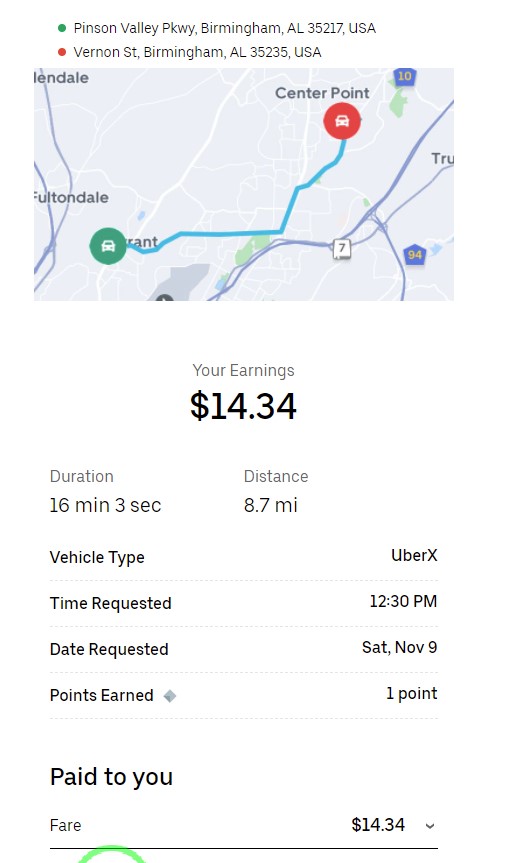 Pinson Valley Pkwy, Birmingham, AL 35217, USA
Vernon St, Birmingham, AL 35235, USA
lendale
10
Center Point
Tru
Fultondale
rant
7
94
Your Earnings
$14.34
Duration
Distance
16 min 3 sec
8.7 mi
Vehicle Type
UberX
Time Requested
12:30 PM
Date Requested
Sat, Nov 9
Points Earned
1 point
Paid to you
Fare
$14.34